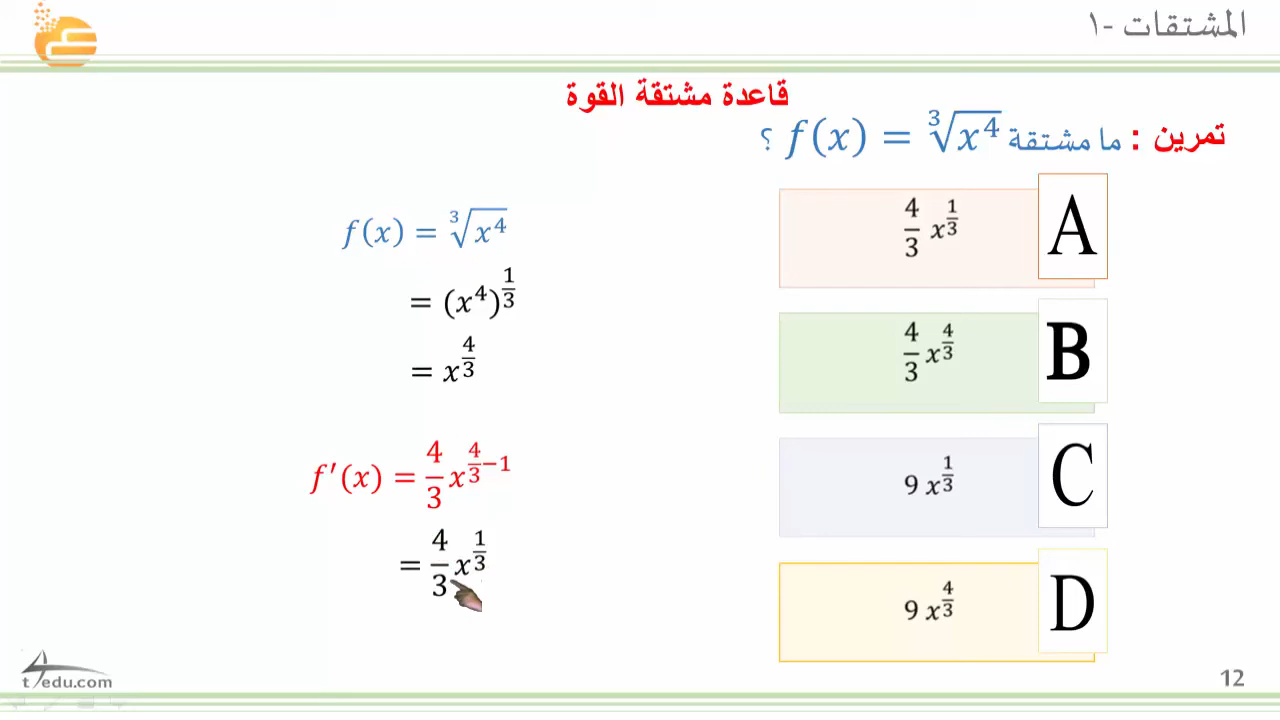 المشتقات -١
قاعدة مشتقة القوة
تمرين : ما مشتقة f(x) = ∛x⁴ ؟
A 4/3 x^(1/3)
B 4/3 x^(4/3)
C 9 x^(1/3)
D 9 x^(4/3)
f(x) = ∛x⁴
= (x⁴)^(1/3)
= x^(4/3)
f′(x) = 4/3 x^(4/3−1)
= 4/3 x^(1/3)
t4edu.com
12